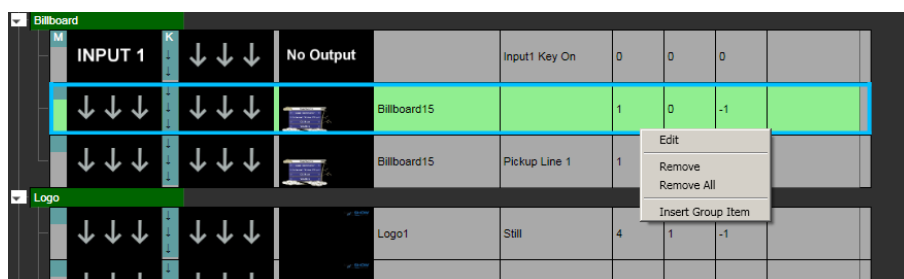 Billboard
M INPUT 1 K No Output Input1 Key On 0 0 0
Billboard15 1 0 -1
Billboard15 Pickup Line 1 1
Edit
Remove
Remove All
Insert Group Item
Logo
Logo1 Still 4 1 -1